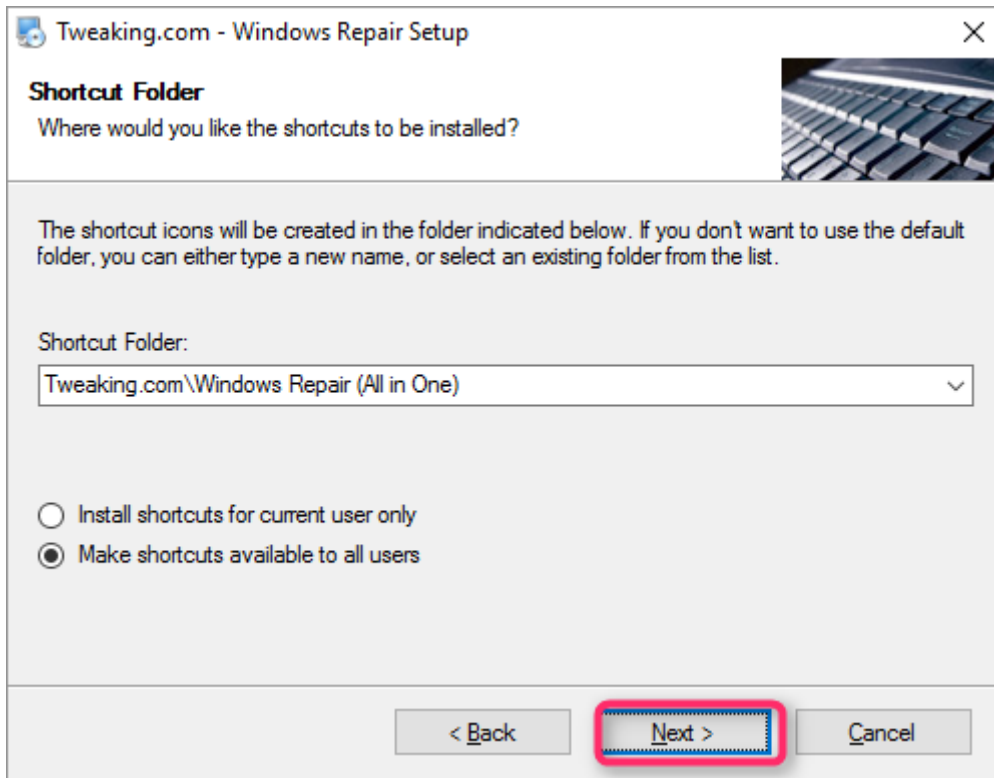 Tweaking.com - Windows Repair Setup
Shortcut Folder
Where would you like the shortcuts to be installed?
The shortcut icons will be created in the folder indicated below. If you don't want to use the default
folder, you can either type a new name, or select an existing folder from the list.
Shortcut Folder:
Tweaking.com\Windows Repair (All in One)
Install shortcuts for current user only
Make shortcuts available to all users
< Back
Next >
Cancel